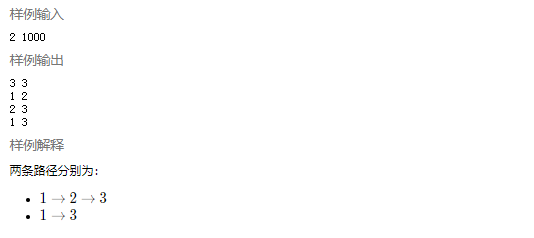 样例输入
2 1000
样例输出
3 3
1 2
2 3
1 3
样例解释
两条路径分别为：
• 1 → 2 → 3
• 1 → 3